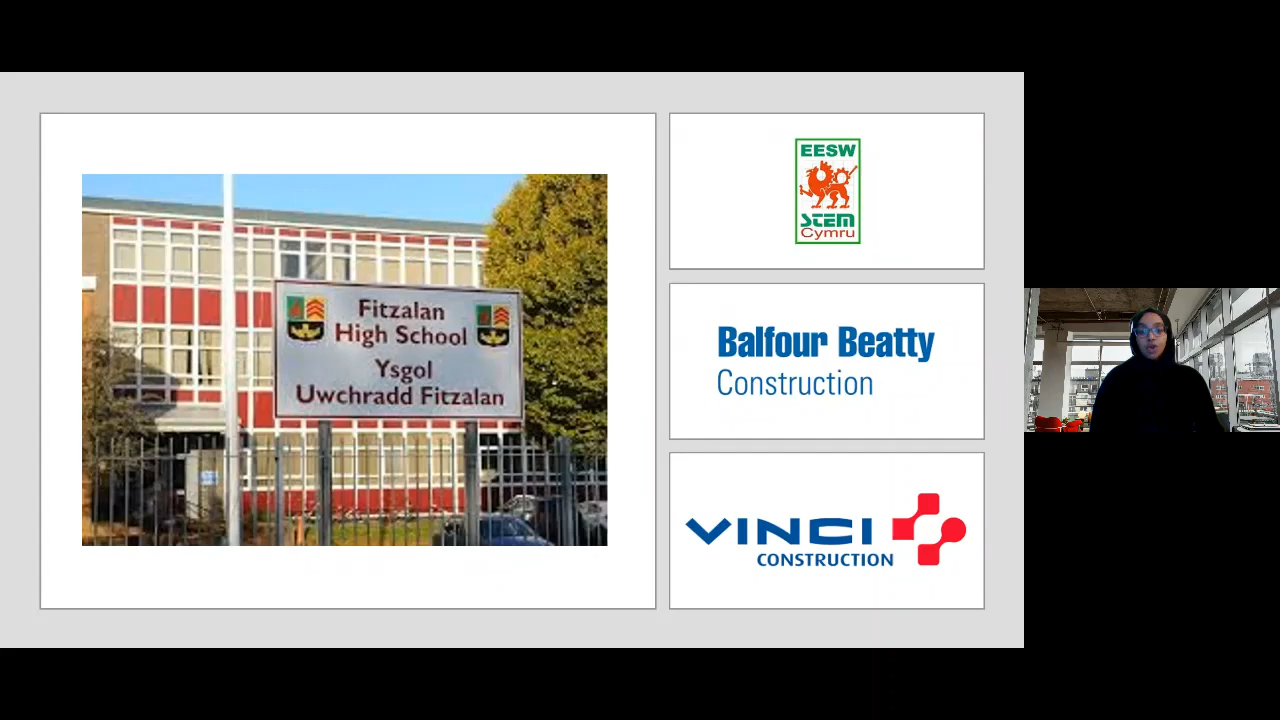 Fitzalan
High School
Ysgol
Uwchradd Fitzalan
EESW
STEM
Cymru
Balfour Beatty
Construction
VINCI
CONSTRUCTION